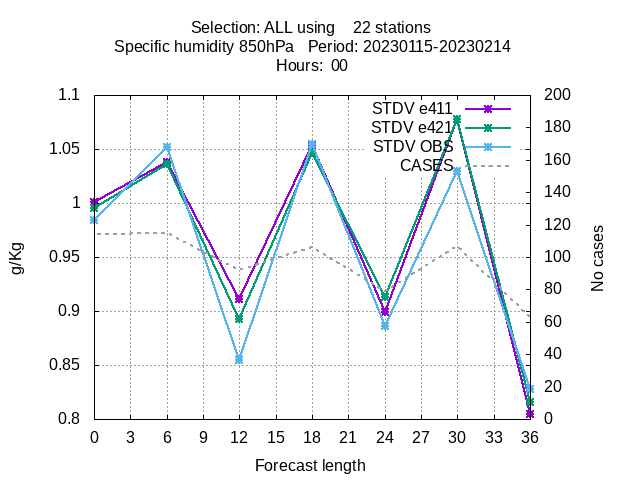 Selection: ALL using    22 stations
Specific humidity 850hPa   Period: 20230115-20230214
Hours:  00
1.1
1.05
1
0.95
0.9
0.85
0.8
g/Kg
STDV e411
STDV e421
STDV OBS
CASES
200
180
160
140
120
100
80
60
40
20
0
No cases
0 3 6 9 12 15 18 21 24 27 30 33 36
Forecast length